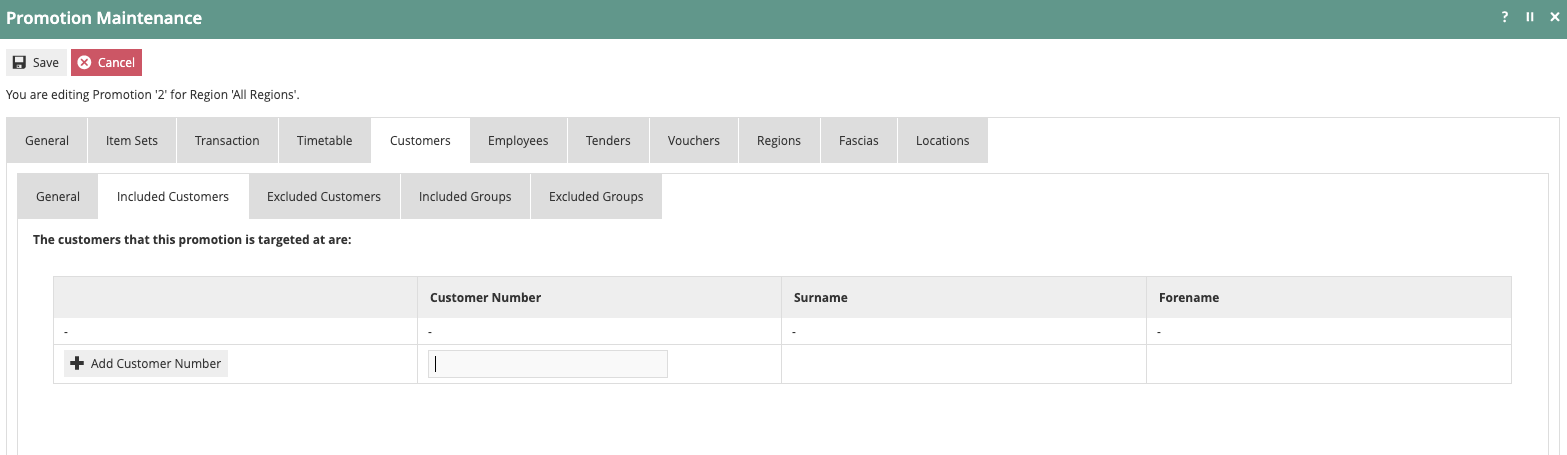 Promotion Maintenance ? II ×
Save Cancel
You are editing Promotion '2' for Region 'All Regions'.
General Item Sets Transaction Timetable Customers Employees Tenders Vouchers Regions Fascias Locations
General Included Customers Excluded Customers Included Groups Excluded Groups
The customers that this promotion is targeted at are:
Customer Number Surname Forename
- - - -
Add Customer Number